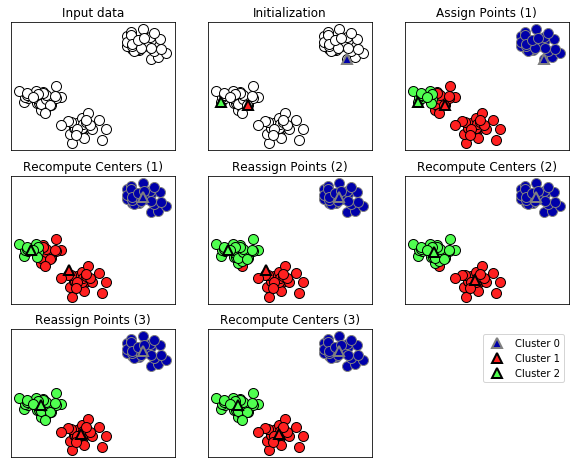 Input data
Initialization
Assign Points (1)
Recompute Centers (1)
Reassign Points (2)
Recompute Centers (2)
Reassign Points (3)
Recompute Centers (3)
Cluster 0
Cluster 1
Cluster 2